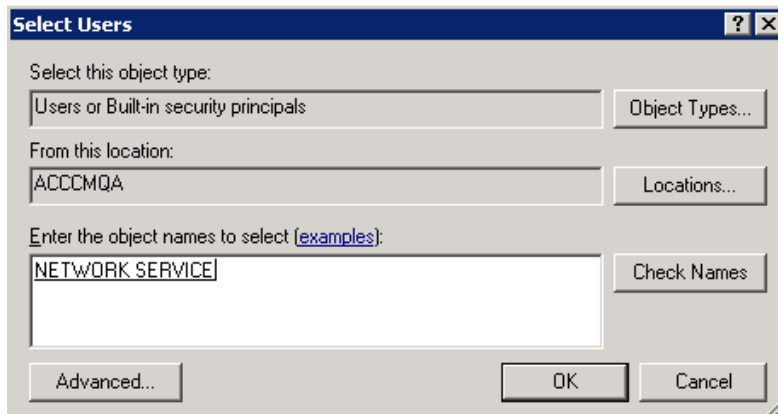 Select Users
Select this object type:
Users or Built-in security principals
Object Types...
From this location:
ACCCMQA
Locations...
Enter the object names to select (examples):
NETWORK SERVICE
Check Names
Advanced...
OK
Cancel